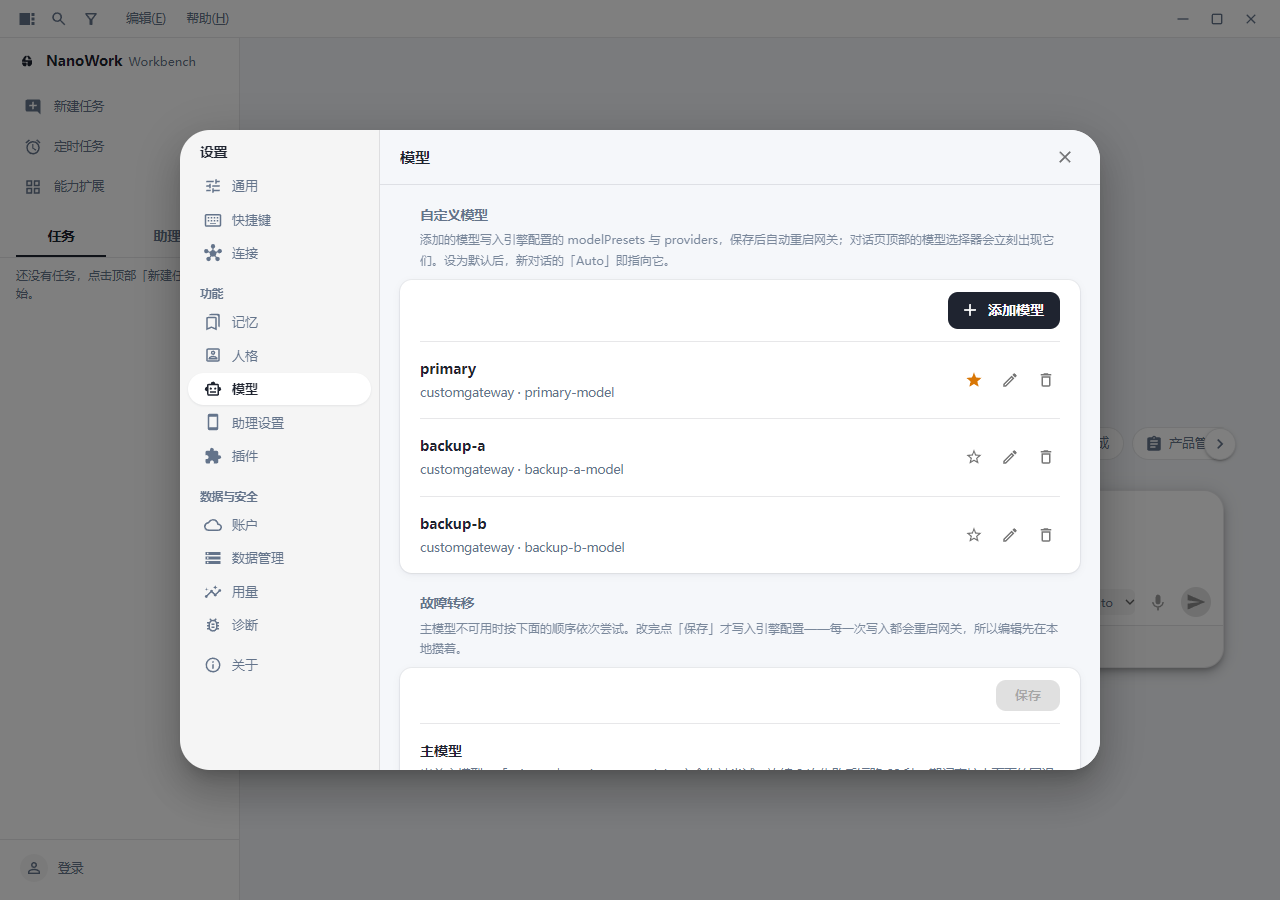 编辑(E) 帮助(H)
NanoWork Workbench
新建任务
定时任务
能力扩展
任务 助理
还没有任务，点击顶部「新建任
始。
登录
设置
通用
快捷键
连接
功能
记忆
人格
模型
助理设置
插件
数据与安全
账户
数据管理
用量
诊断
关于
模型
自定义模型
添加的模型写入引擎配置的 modelPresets 与 providers，保存后自动重启网关；对话页顶部的模型选择器会立刻出现它
们。设为默认后，新对话的「Auto」即指向它。
添加模型
primary
customgateway · primary-model
backup-a
customgateway · backup-a-model
backup-b
customgateway · backup-b-model
故障转移
主模型不可用时按下面的顺序依次尝试。改完点「保存」才写入引擎配置——每一次写入都会重启网关，所以编辑先在本
地攒着。
保存
主模型
产品管
to